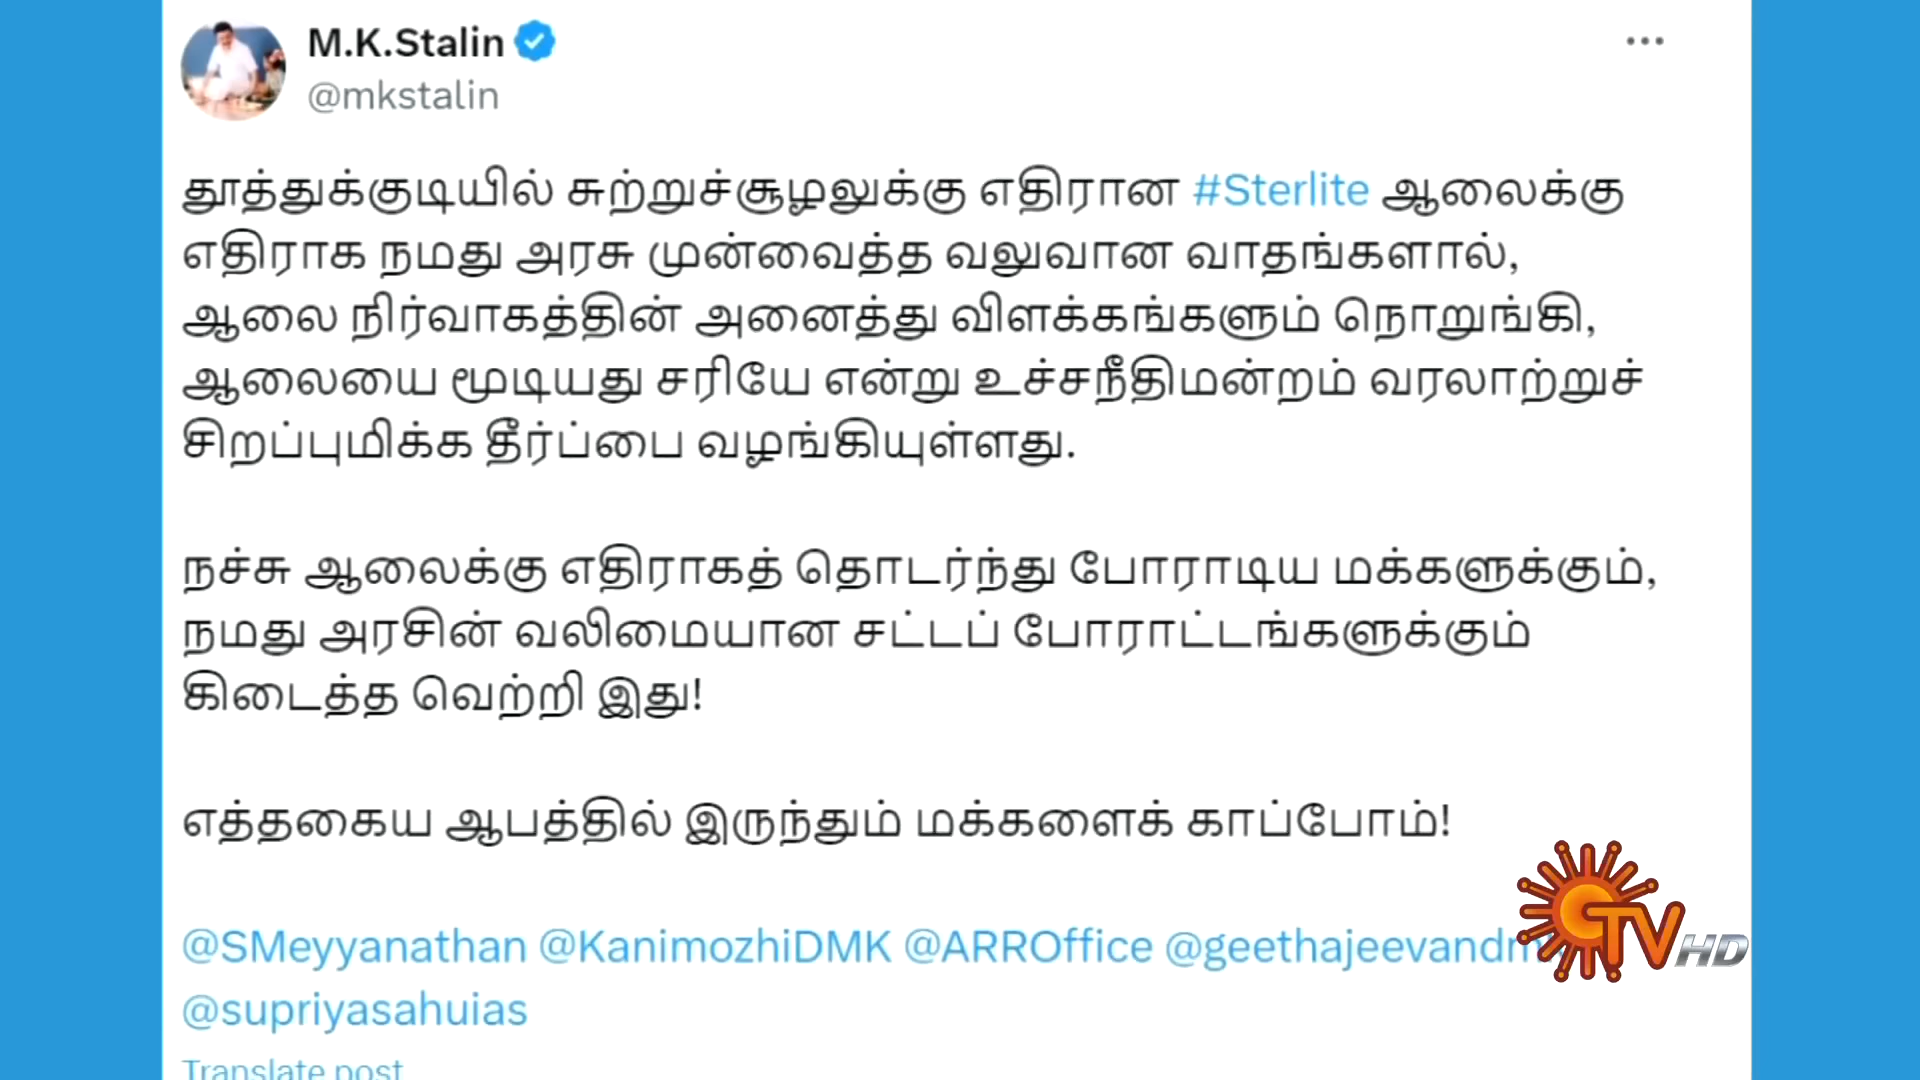 M.K.Stalin
@mkstalin
தூத்துக்குடியில் சுற்றுச்சூழலுக்கு எதிரான #Sterlite ஆலைக்கு
எதிராக நமது அரசு முன்வைத்த வலுவான வாதங்களால்,
ஆலை நிர்வாகத்தின் அனைத்து விளக்கங்களும் நொறுங்கி,
ஆலையை மூடியது சரியே என்று உச்சநீதிமன்றம் வரலாற்றுச்
சிறப்புமிக்க தீர்ப்பை வழங்கியுள்ளது.
நச்சு ஆலைக்கு எதிராகத் தொடர்ந்து போராடிய மக்களுக்கும்,
நமது அரசின் வலிமையான சட்டப் போராட்டங்களுக்கும்
கிடைத்த வெற்றி இது!
எத்தகைய ஆபத்தில் இருந்தும் மக்களைக் காப்போம்!
@SMeyyanathan @KanimozhiDMK @ARROffice
@supriyasahuias
Translate post
TV HD